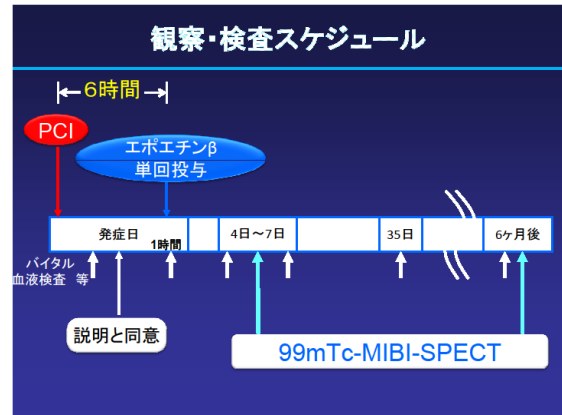 観察・検査スケジュール
6時間
PCI
エポエチンβ
単回投与
発症日
1時間
4日～7日
35日
6ヶ月後
バイタル
血液検査 等
説明と同意
99mTc-MIBI-SPECT